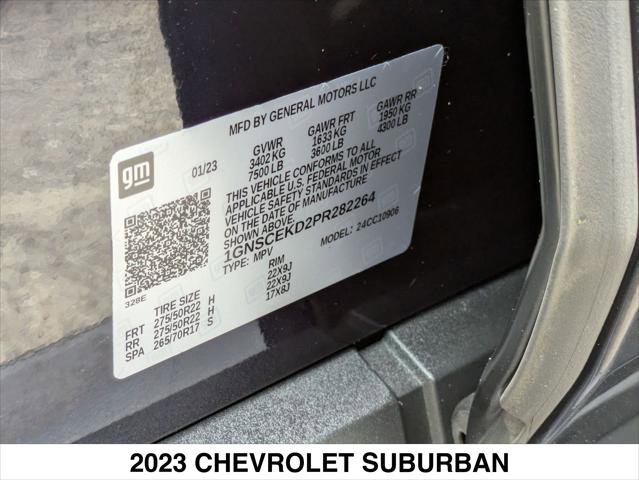 MFD BY GENERAL MOTORS LLC
gm
01/23
GVWR GAWR FRT GAWR RR
3402 KG 1633 KG 1950 KG
7500 LB 3600 LB 4300 LB
THIS VEHICLE CONFORMS TO ALL
APPLICABLE U.S. FEDERAL MOTOR
VEHICLE SAFETY STANDARDS IN EFFECT
ON THE DATE OF MANUFACTURE
SHOWN ABOVE.
1GNSCEKD2PR282264
TYPE: MPV MODEL: 24CC10906
328E
TIRE SIZE RIM
FRT 275/50R22 H 22X9J
RR 275/50R22 H 22X9J
SPA 265/70R17 S 17X8J
2023 CHEVROLET SUBURBAN